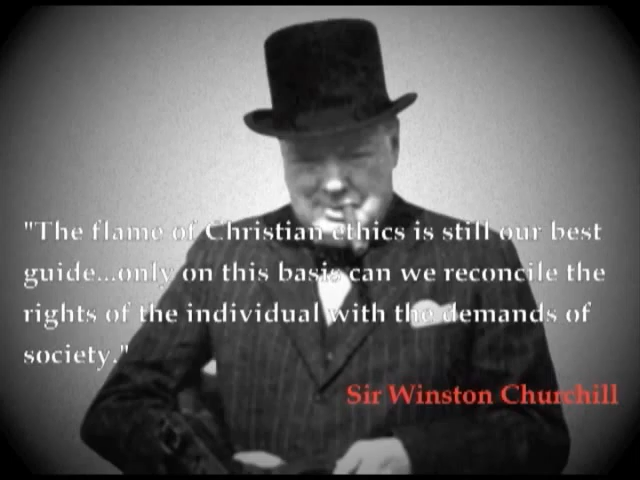 "The flame of Christian ethics is still our best
guide...only on this basis can we reconcile the
rights of the individual with the demands of
society."
Sir Winston Churchill